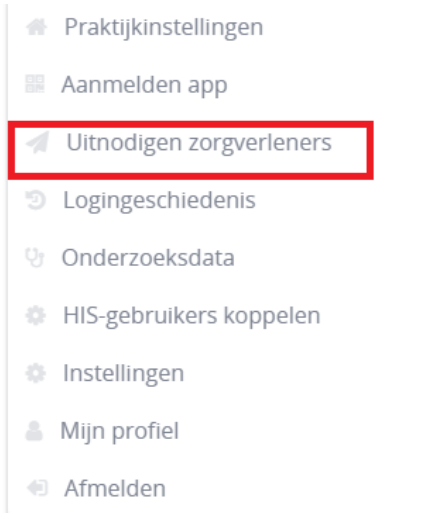 Praktijkinstellingen
Aanmelden app
Uitnodigen zorgverleners
Logingeschiedenis
Onderzoeksdata
HIS-gebruikers koppelen
Instellingen
Mijn profiel
Afmelden